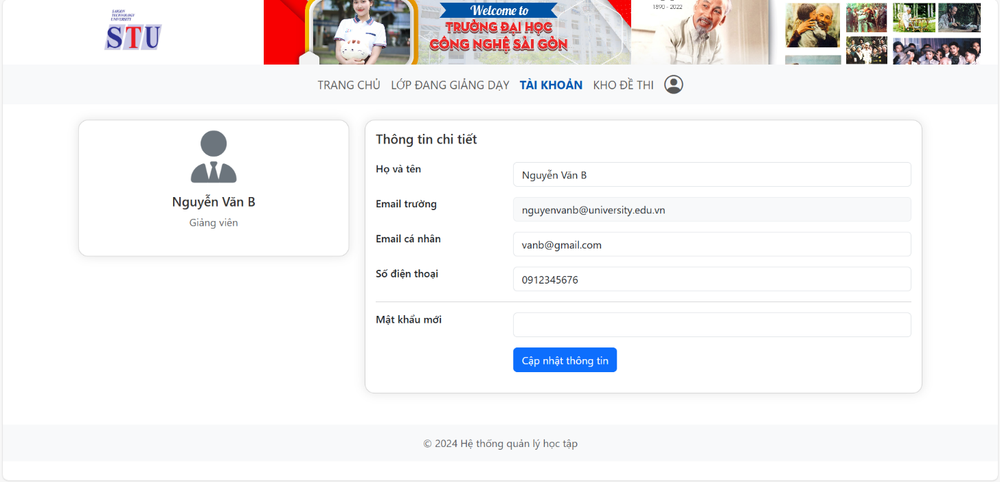 SAIGON
TECHNOLOGY
UNIVERSITY
STU
Welcome to
TRƯỜNG ĐẠI HỌC
CÔNG NGHỆ SÀI GÒN
1890 - 2022
TRANG CHỦ LỚP ĐANG GIẢNG DẠY TÀI KHOẢN KHO ĐỀ THI
Nguyễn Văn B
Giảng viên
Thông tin chi tiết
Họ và tên
Nguyễn Văn B
Email trường
nguyenvanb@university.edu.vn
Email cá nhân
vanb@gmail.com
Số điện thoại
0912345676
Mật khẩu mới
Cập nhật thông tin
© 2024 Hệ thống quản lý học tập